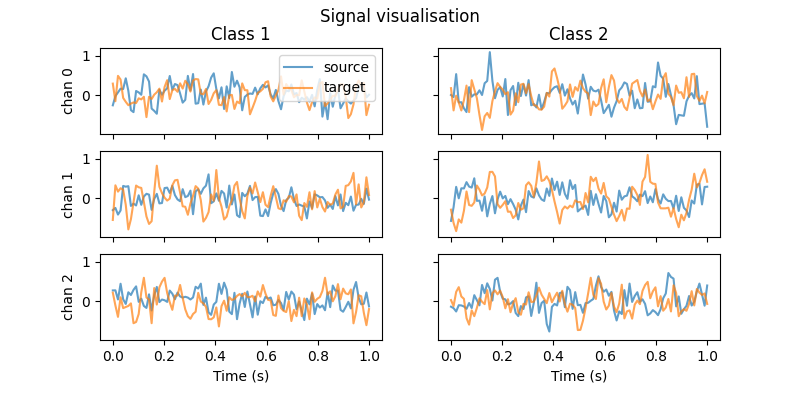 Signal visualisation
Class 1
Class 2
chan 0
1
0
source
target
chan 1
1
0
chan 2
1
0
0.0 0.2 0.4 0.6 0.8 1.0
0.0 0.2 0.4 0.6 0.8 1.0
Time (s)
Time (s)